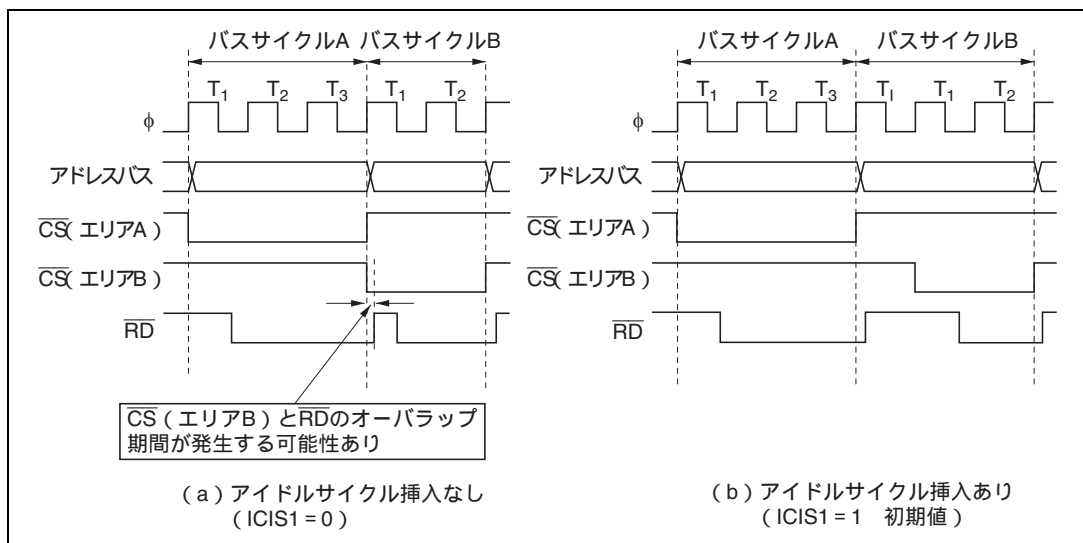 バスサイクルA バスサイクルB
T1 T2 T3 T1 T2
φ
アドレスバス
CS(エリアA)
CS(エリアB)
RD
CS(エリアB)とRDのオーバラップ
期間が発生する可能性あり
(a)アイドルサイクル挿入なし
(ICIS1=0)
バスサイクルA バスサイクルB
T1 T2 T3 TI T1 T2
φ
アドレスバス
CS(エリアA)
CS(エリアB)
RD
(b)アイドルサイクル挿入あり
(ICIS1=1 初期値)